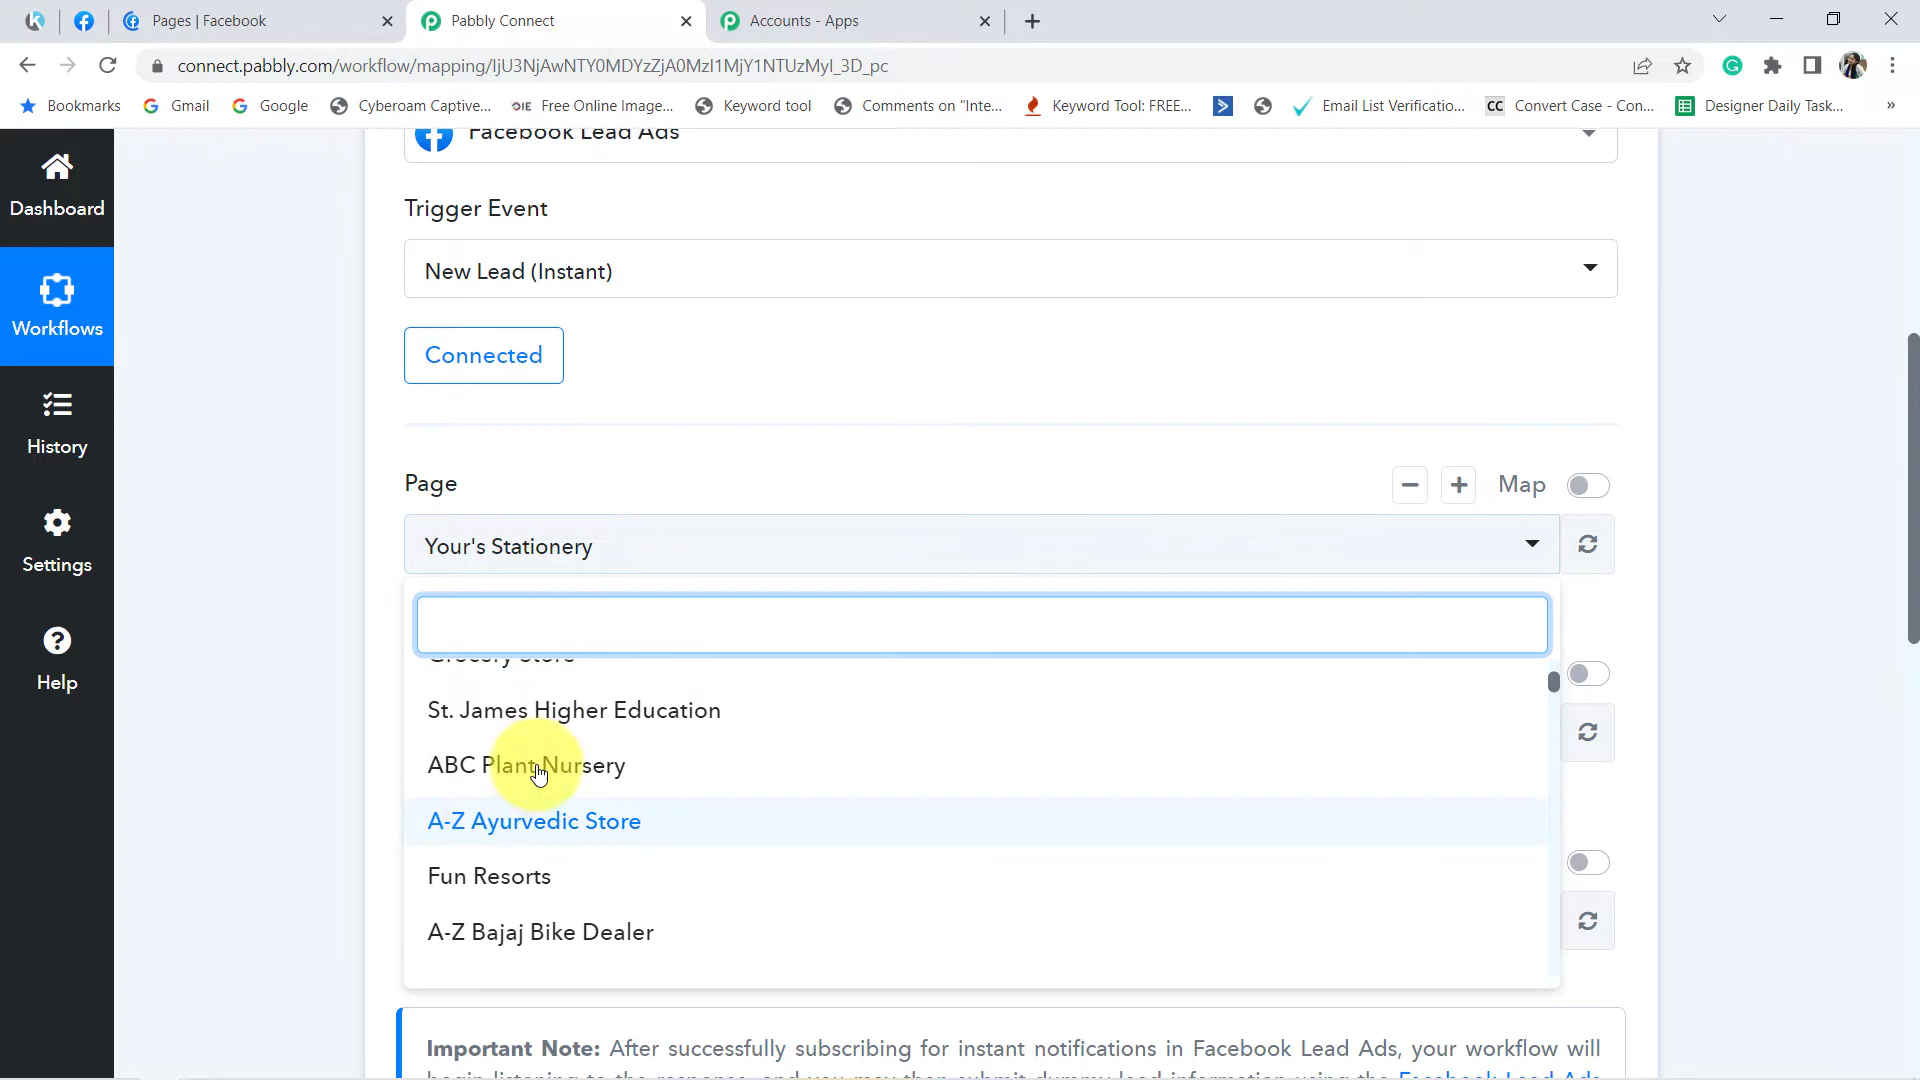 Pages | Facebook
Pabbly Connect
Accounts - Apps
connect.pabbly.com/workflow/mapping/IjU3NjAwNTY0MDYzZjA0MzI1MjY1NTUzMyI_3D_pc
Bookmarks
Gmail
Google
Cyberoam Captive...
OIE Free Online Image...
Keyword tool
Comments on "Inte...
Keyword Tool: FREE...
Email List Verificatio...
CC Convert Case - Con...
Designer Daily Task...
»
Dashboard
Workflows
History
Settings
Help
Facebook Lead Ads
Trigger Event
New Lead (Instant)
Connected
Page
Map
Your's Stationery
Grocery Store
St. James Higher Education
ABC Plant Nursery
A-Z Ayurvedic Store
Fun Resorts
A-Z Bajaj Bike Dealer
Important Note: After successfully subscribing for instant notifications in Facebook Lead Ads, your workflow will
begin listening to the response, and you may then submit dummy lead information using the Facebook Lead Ads